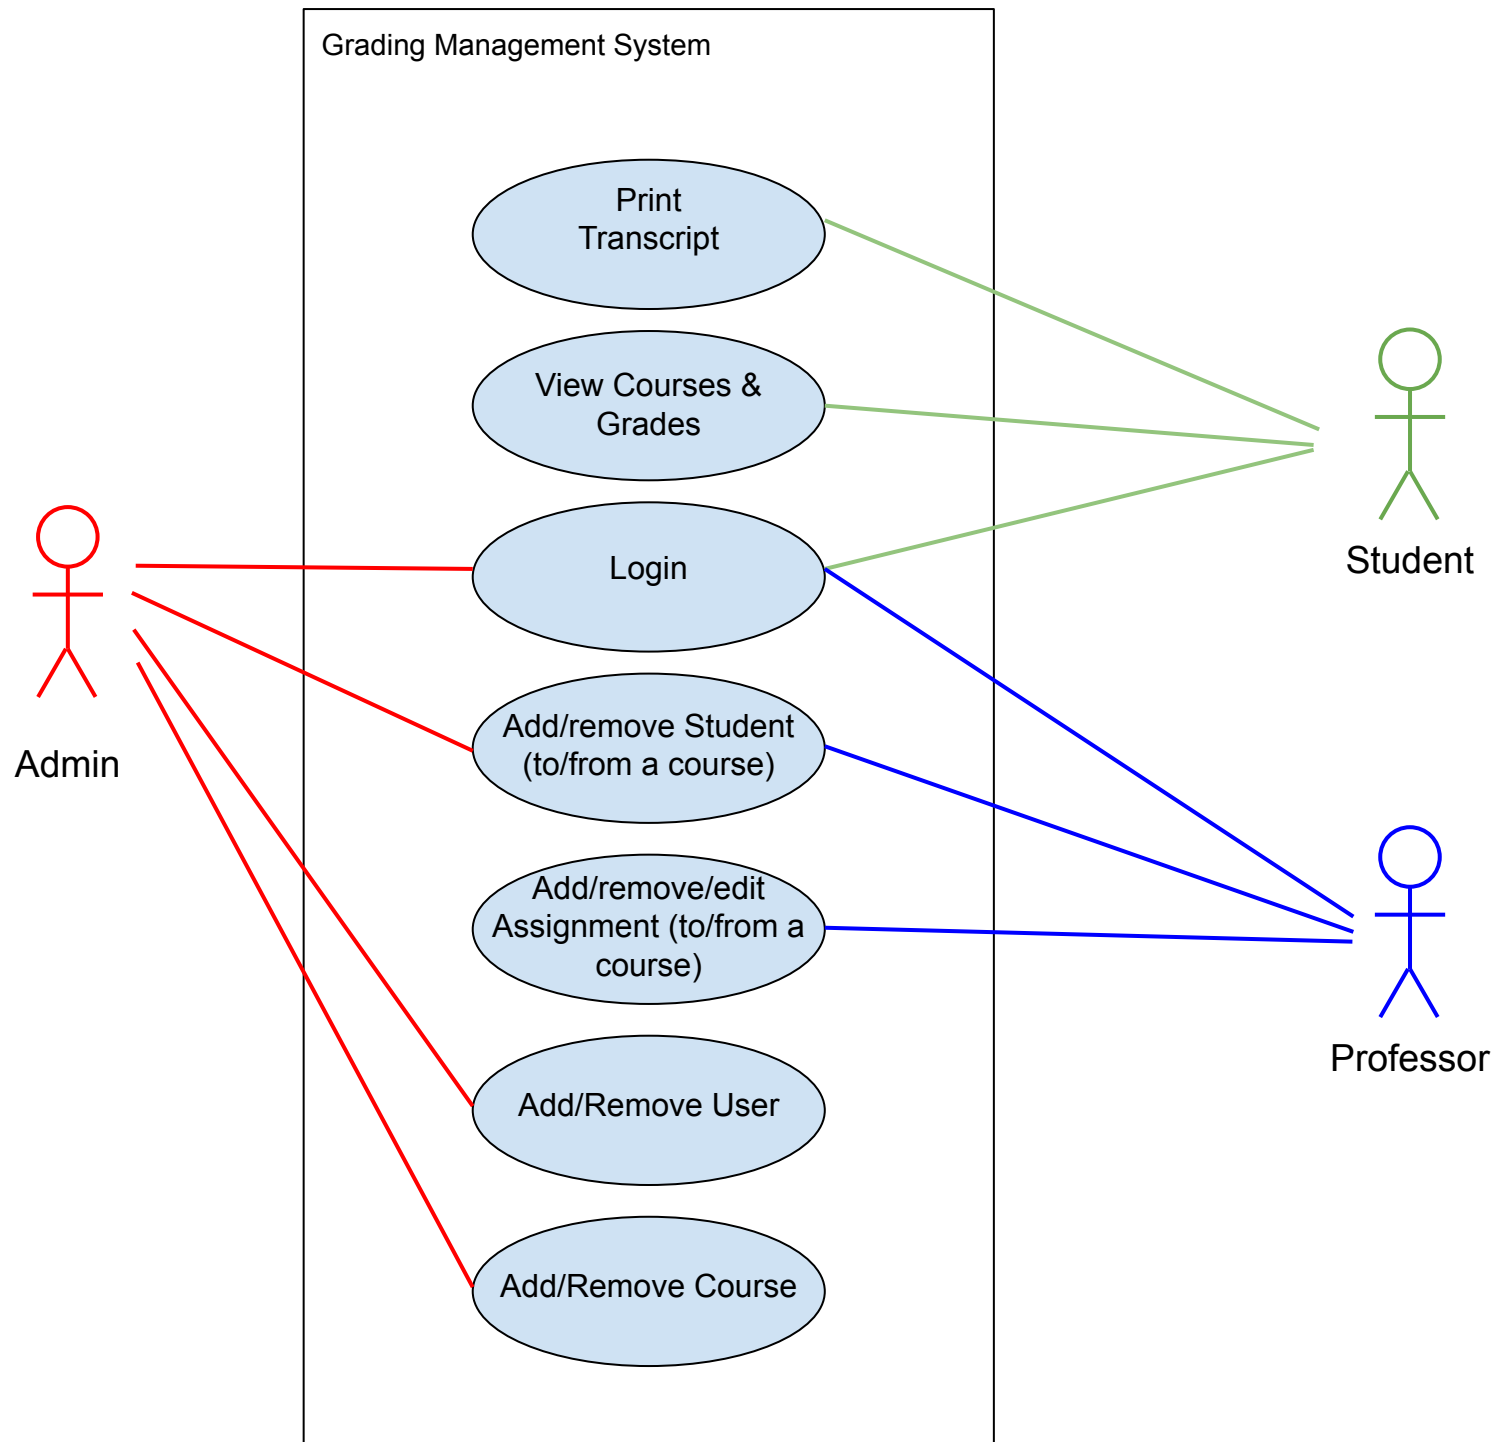 Grading Management System
Print
Transcript
View Courses &
Grades
Login
Student
Add/remove Student
(to/from a course)
Admin
Add/remove/edit
Assignment (to/from a
course)
Professor
Add/Remove User
Add/Remove Course